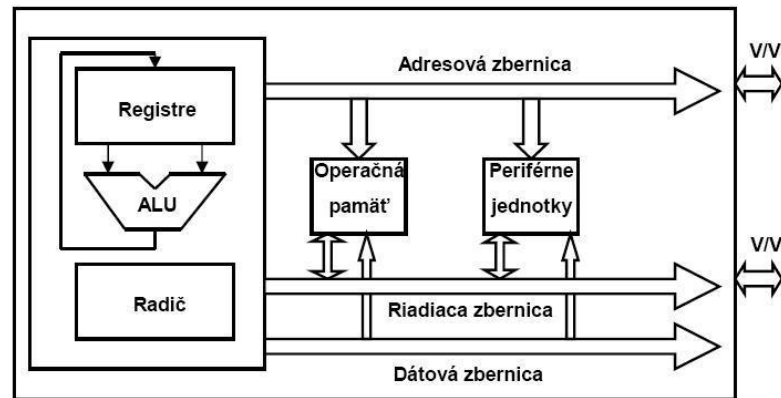 Adresová zbernica
V/V
Registre
Operačná
pamäť
Periférne
jednotky
ALU
V/V
Radič
Riadiaca zbernica
Dátová zbernica